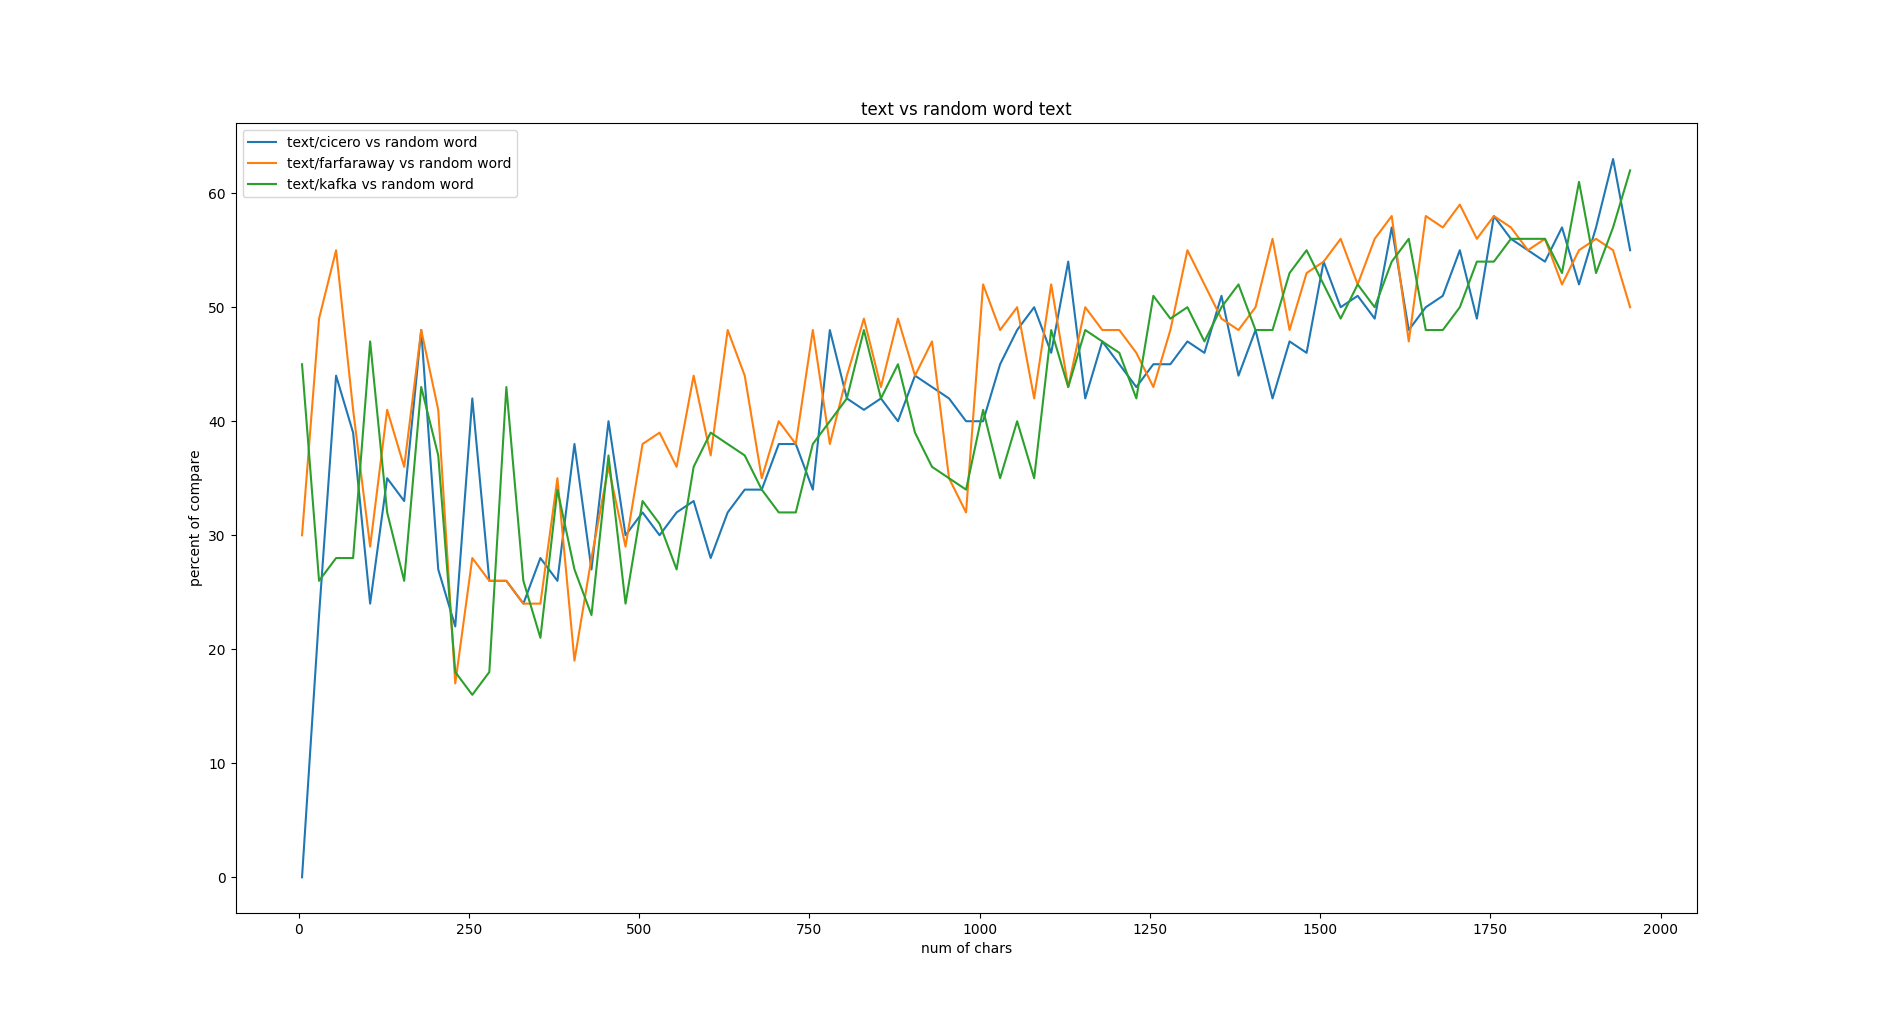 text vs random word text
text/cicero vs random word
text/farfaraway vs random word
text/kafka vs random word
60
50
40
30
20
10
0
percent of compare
0 250 500 750 1000 1250 1500 1750 2000
num of chars